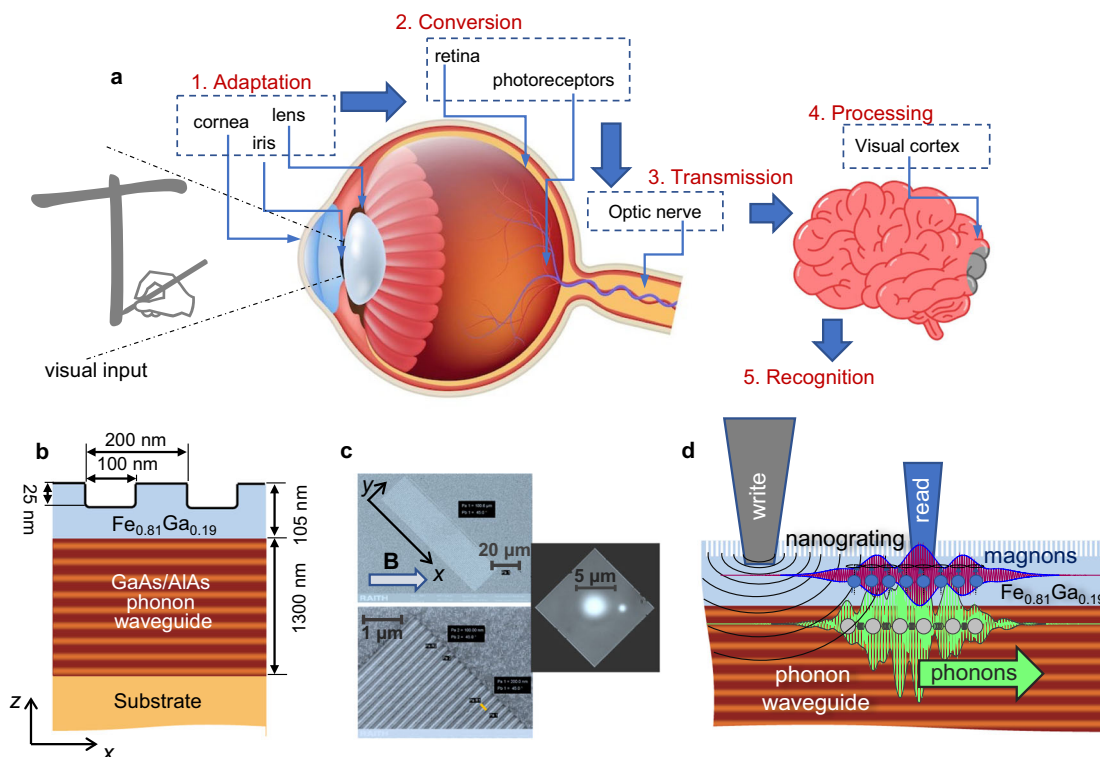 a
1. Adaptation
cornea
lens
iris
2. Conversion
retina
photoreceptors
3. Transmission
Optic nerve
4. Processing
Visual cortex
5. Recognition
visual input
b
200 nm
100 nm
25 nm
105 nm
1300 nm
Fe0.81Ga0.19
GaAs/AlAs
phonon
waveguide
Substrate
z
x
c
y
x
B
20 µm
RAITH
1 µm
RAITH
5 µm
d
write
read
nanograting
magnons
Fe0.81Ga0.19
phonons
phonon
waveguide